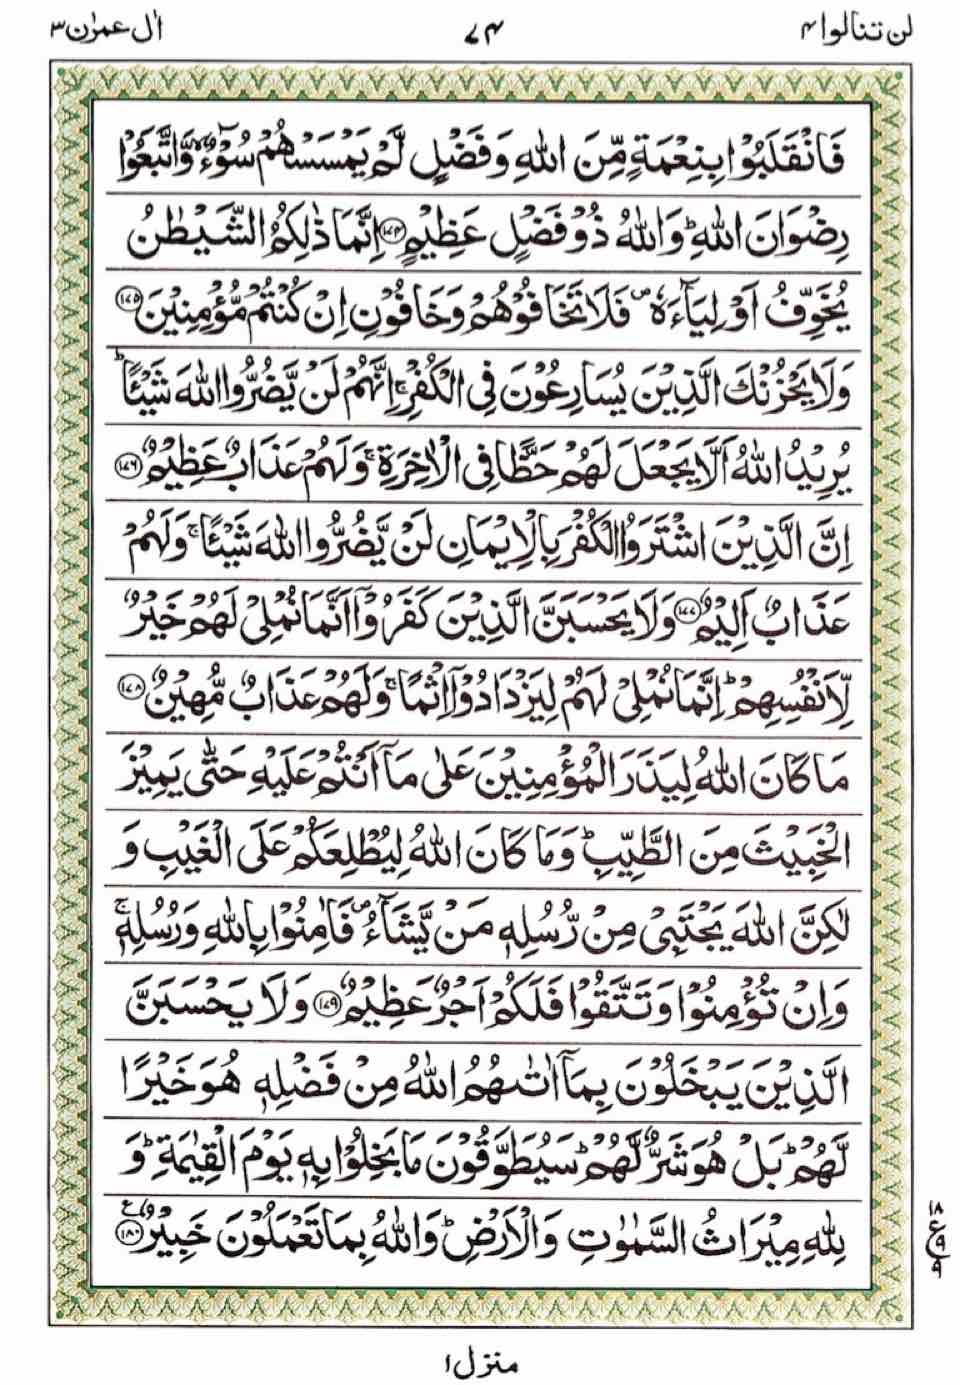 لن تنالوا ۴ ۷۴ اٰل عمرٰن ۳
فَانْقَلَبُوْا بِنِعْمَةٍ مِّنَ اللّٰهِ وَفَضْلٍ لَّمْ یَمْسَسْهُمْ سُوْٓءٌ ۙ وَّاتَّبَعُوْا
رِضْوَانَ اللّٰهِ ؕ وَاللّٰهُ ذُوْ فَضْلٍ عَظِیْمٍ ﴿۱۷۴﴾ اِنَّمَا ذٰلِكُمُ الشَّیْطٰنُ
یُخَوِّفُ اَوْلِیَآءَهٗ ۪ فَلَا تَخَافُوْهُمْ وَخَافُوْنِ اِنْ كُنْتُمْ مُّؤْمِنِیْنَ ﴿۱۷۵﴾
وَلَا یَحْزُنْكَ الَّذِیْنَ یُسَارِعُوْنَ فِی الْكُفْرِ ۚ اِنَّهُمْ لَنْ یَّضُرُّوا اللّٰهَ شَیْـًٔا ؕ
یُرِیْدُ اللّٰهُ اَلَّا یَجْعَلَ لَهُمْ حَظًّا فِی الْاٰخِرَةِ ۚ وَلَهُمْ عَذَابٌ عَظِیْمٌ ﴿۱۷۶﴾
اِنَّ الَّذِیْنَ اشْتَرَوُا الْكُفْرَ بِالْاِیْمَانِ لَنْ یَّضُرُّوا اللّٰهَ شَیْـًٔا ۚ وَلَهُمْ
عَذَابٌ اَلِیْمٌ ﴿۱۷۷﴾ وَلَا یَحْسَبَنَّ الَّذِیْنَ كَفَرُوْۤا اَنَّمَا نُمْلِیْ لَهُمْ خَیْرٌ
لِّاَنْفُسِهِمْ ؕ اِنَّمَا نُمْلِیْ لَهُمْ لِیَزْدَادُوْۤا اِثْمًا ۚ وَلَهُمْ عَذَابٌ مُّهِیْنٌ ﴿۱۷۸﴾
مَا كَانَ اللّٰهُ لِیَذَرَ الْمُؤْمِنِیْنَ عَلٰی مَاۤ اَنْتُمْ عَلَیْهِ حَتّٰی یَمِیْزَ
الْخَبِیْثَ مِنَ الطَّیِّبِ ؕ وَمَا كَانَ اللّٰهُ لِیُطْلِعَكُمْ عَلَی الْغَیْبِ وَ
لٰكِنَّ اللّٰهَ یَجْتَبِیْ مِنْ رُّسُلِهٖ مَنْ یَّشَآءُ ۪ فَاٰمِنُوْا بِاللّٰهِ وَرُسُلِهٖ ۚ
وَاِنْ تُؤْمِنُوْا وَتَتَّقُوْا فَلَكُمْ اَجْرٌ عَظِیْمٌ ﴿۱۷۹﴾ وَلَا یَحْسَبَنَّ
الَّذِیْنَ یَبْخَلُوْنَ بِمَاۤ اٰتٰىهُمُ اللّٰهُ مِنْ فَضْلِهٖ هُوَ خَیْرًا
لَّهُمْ ؕ بَلْ هُوَ شَرٌّ لَّهُمْ ؕ سَیُطَوَّقُوْنَ مَا بَخِلُوْا بِهٖ یَوْمَ الْقِیٰمَةِ ؕ وَ
لِلّٰهِ مِیْرَاثُ السَّمٰوٰتِ وَالْاَرْضِ ؕ وَاللّٰهُ بِمَا تَعْمَلُوْنَ خَبِیْرٌ ﴿۱۸۰﴾ ع
۱۸
ع ۹
۹
منزل ۱